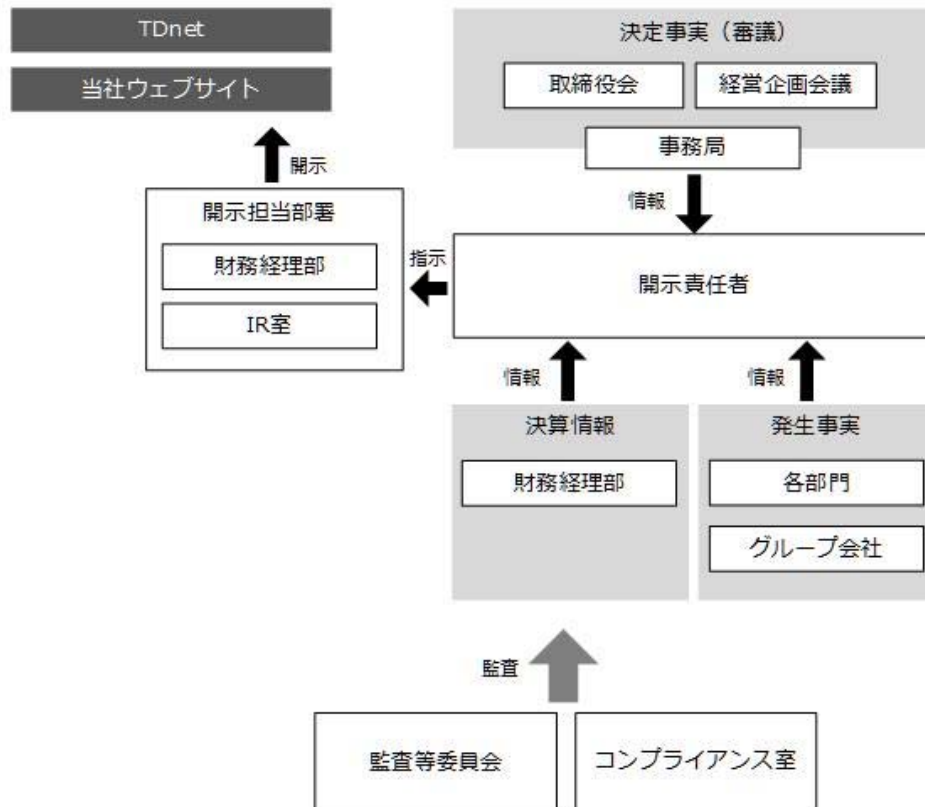 TDnet
当社ウェブサイト
決定事実（審議）
取締役会
経営企画会議
事務局
開示
情報
開示担当部署
財務経理部
IR室
指示
開示責任者
情報
情報
決算情報
財務経理部
発生事実
各部門
グループ会社
監査
監査等委員会
コンプライアンス室